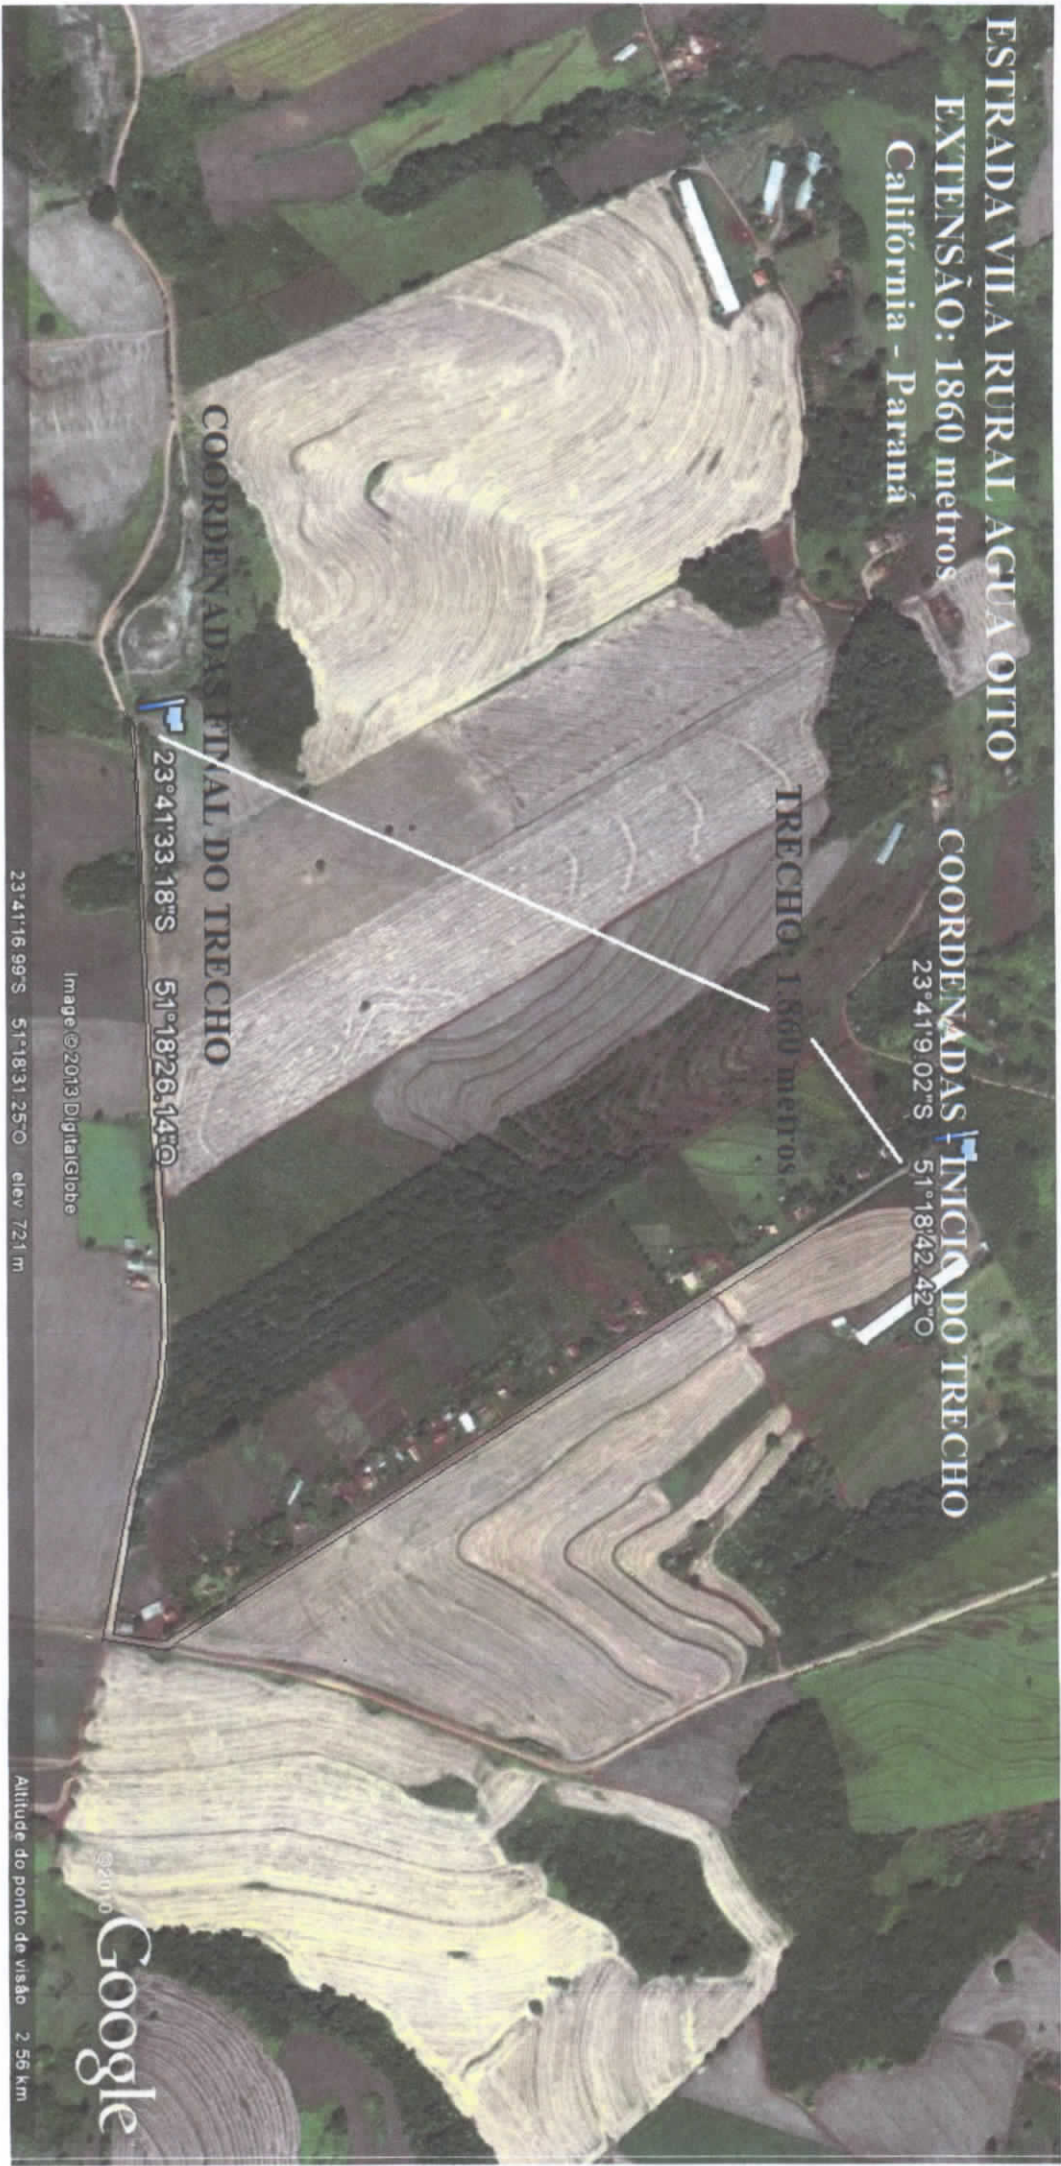 ESTRADA VILA RURAL AGUA OITO
EXTENSÃO: 1860 metros
Califórnia - Paraná
COORDENADAS - INICIO DO TRECHO
23°41'9.02"S 51°18'42.42"O
TRECHO: 1.860 metros
COORDENADAS FINAL DO TRECHO
23°41'33.18"S 51°18'26.14"O
Image ©2013 DigitalGlobe
Google
23°41'16.99"S 51°18'31.25"O elev 721 m
Altitude do ponto de visão 2.56 km